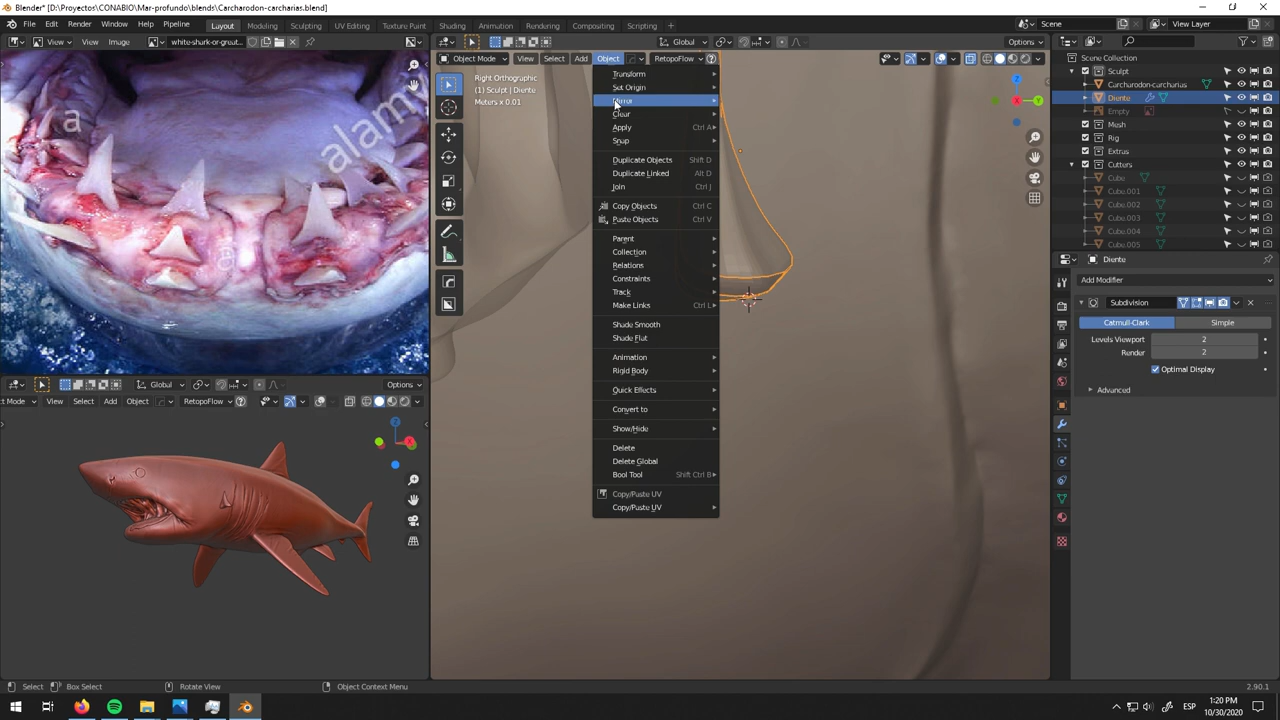 Blender* [D:\Proyectos\CONABIO\Mar-profundo\blends\Carcharodon-carcharias.blend]
File Edit Render Window Help Pipeline Layout Modeling Sculpting UV Editing Texture Paint Shading Animation Rendering Compositing Scripting Scene View Layer
View Image white-shark-or-great... Global Options
Object Mode View Select Add Object RetopoFlow
Right Orthographic
(1) Sculpt | Diente
Meters x 0.01
Transform
Set Origin
Mirror
Clear
Apply Ctrl A
Snap
Duplicate Objects Shift D
Duplicate Linked Alt D
Join Ctrl J
Copy Objects Ctrl C
Paste Objects Ctrl V
Parent
Collection
Relations
Constraints
Track
Make Links Ctrl L
Shade Smooth
Shade Flat
Animation
Rigid Body
Quick Effects
Convert to
Show/Hide
Delete
Delete Global
Bool Tool Shift Ctrl B
Copy/Paste UV
Copy/Paste UV
Scene Collection
Sculpt
Carcharodon-carcharias
Diente
Empty
Mesh
Rig
Extrus
Cutters
Cube
Cube.001
Cube.002
Cube.003
Cube.004
Cube.005
Diente
Add Modifier
Subdivision
Catmull-Clark Simple
Levels Viewport 2
Render 2
Optimal Display
Advanced
a
alamy
Global Options
ct Mode View Select Add Object RetopoFlow
Z
Y
Z
Select Box Select Rotate View Object Context Menu 2.90.1
ESP 1:20 PM
10/30/2020